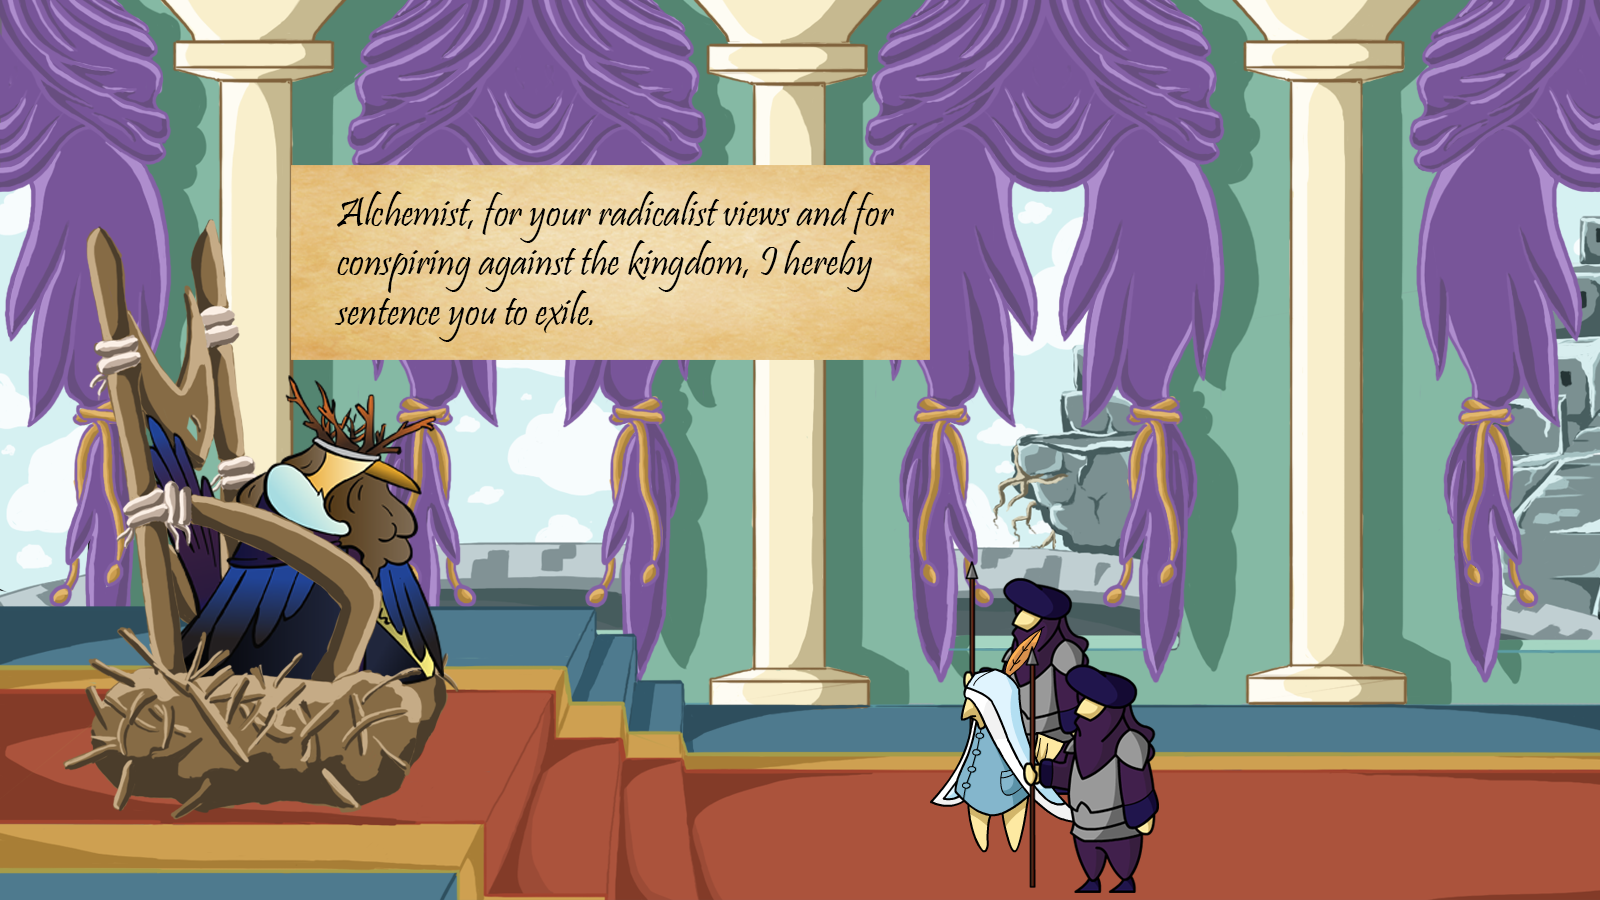 Alchemist, for your radicalist views and for
conspiring against the kingdom, I hereby
sentence you to exile.